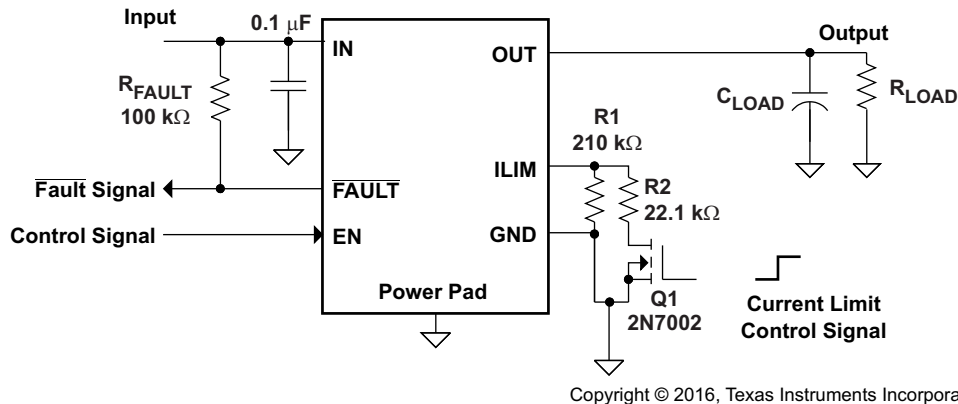 Input
0.1 μF
IN
OUT
Output
R_FAULT
100 kΩ
C_LOAD
R_LOAD
R1
210 kΩ
ILIM
R2
22.1 kΩ
Fault Signal
FAULT
Control Signal
EN
GND
Power Pad
Q1
2N7002
Current Limit
Control Signal
Copyright © 2016, Texas Instruments Incorpora